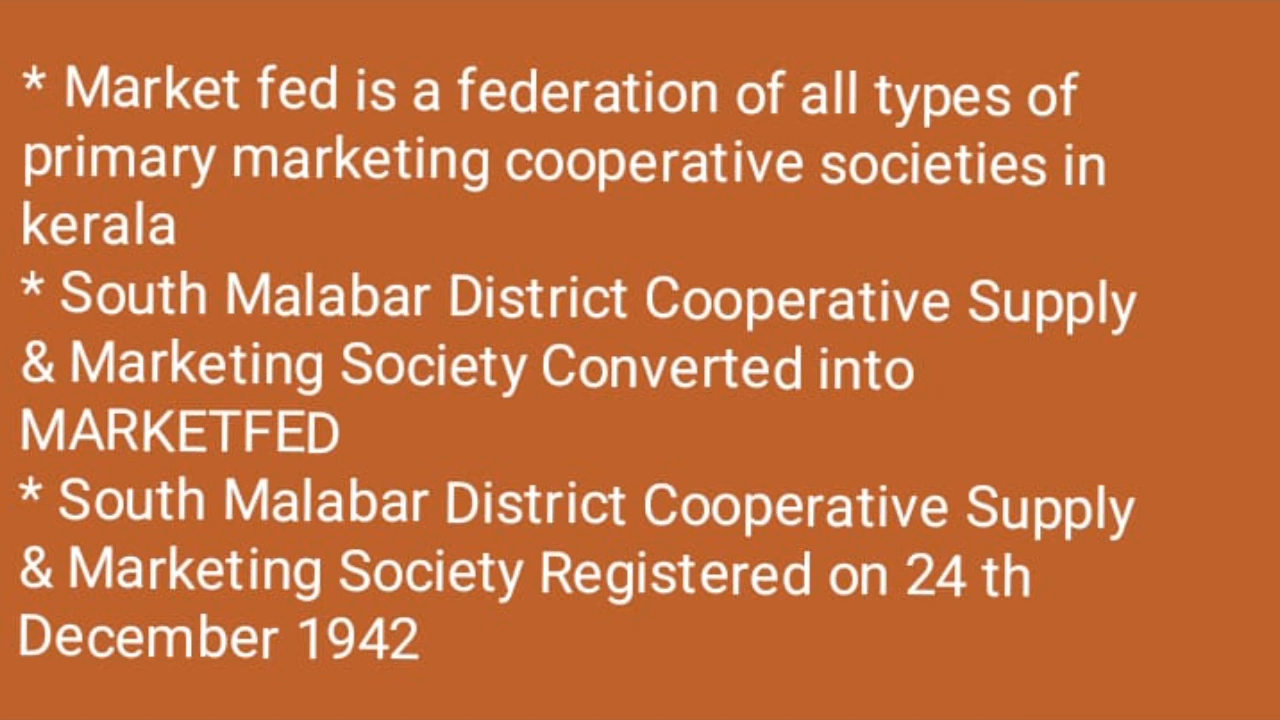 * Market fed is a federation of all types of
primary marketing cooperative societies in
kerala
* South Malabar District Cooperative Supply
& Marketing Society Converted into
MARKETFED
* South Malabar District Cooperative Supply
& Marketing Society Registered on 24 th
December 1942